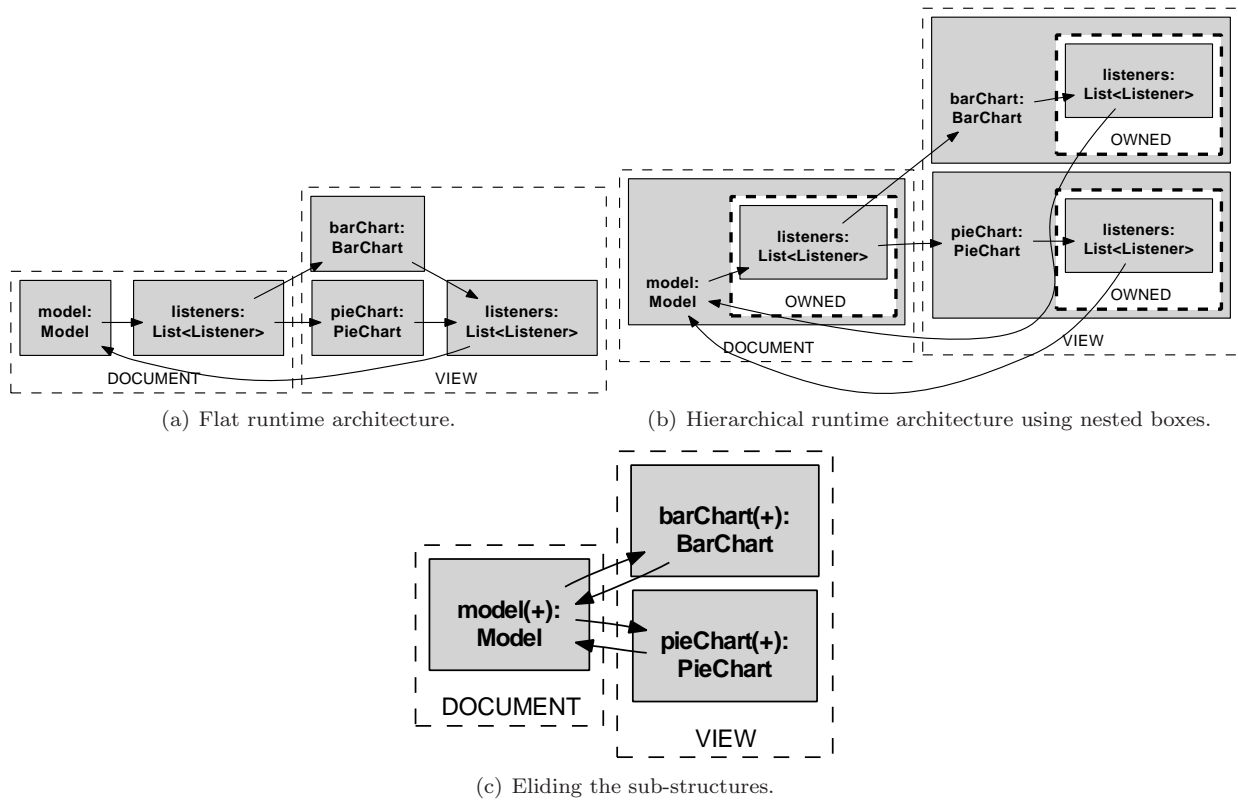 barChart:
BarChart
model:
Model
listeners:
List<Listener>
pieChart:
PieChart
listeners:
List<Listener>
DOCUMENT
VIEW
(a) Flat runtime architecture.
listeners:
List<Listener>
barChart:
BarChart
OWNED
listeners:
List<Listener>
pieChart:
PieChart
listeners:
List<Listener>
model:
Model
OWNED
OWNED
DOCUMENT
VIEW
(b) Hierarchical runtime architecture using nested boxes.
barChart(+):
BarChart
model(+):
Model
pieChart(+):
PieChart
DOCUMENT
VIEW
(c) Eliding the sub-structures.